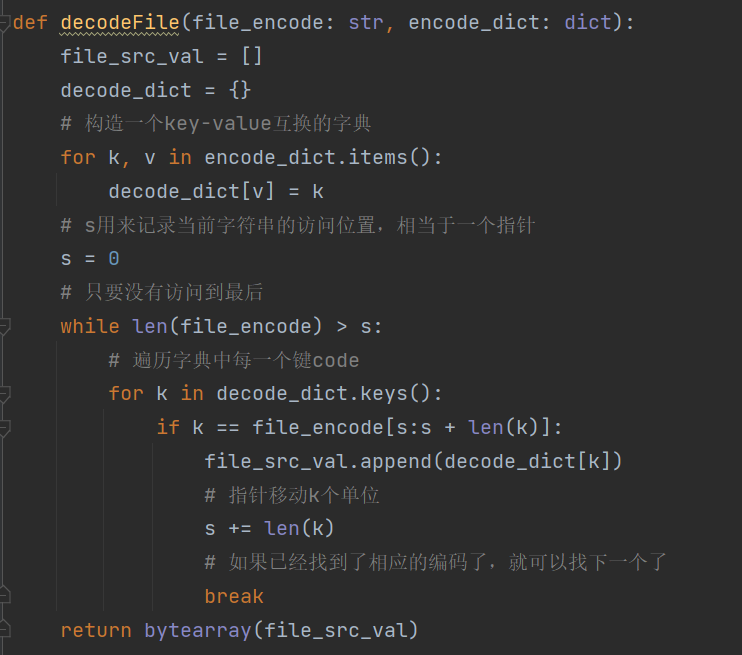 def decodeFile(file_encode: str, encode_dict: dict):
    file_src_val = []
    decode_dict = {}
    # 构造一个key-value互换的字典
    for k, v in encode_dict.items():
        decode_dict[v] = k
    # s用来记录当前字符串的访问位置，相当于一个指针
    s = 0
    # 只要没有访问到最后
    while len(file_encode) > s:
        # 遍历字典中每一个键code
        for k in decode_dict.keys():
            if k == file_encode[s:s + len(k)]:
                file_src_val.append(decode_dict[k])
                # 指针移动k个单位
                s += len(k)
                # 如果已经找到了相应的编码了，就可以找下一个了
                break
    return bytearray(file_src_val)